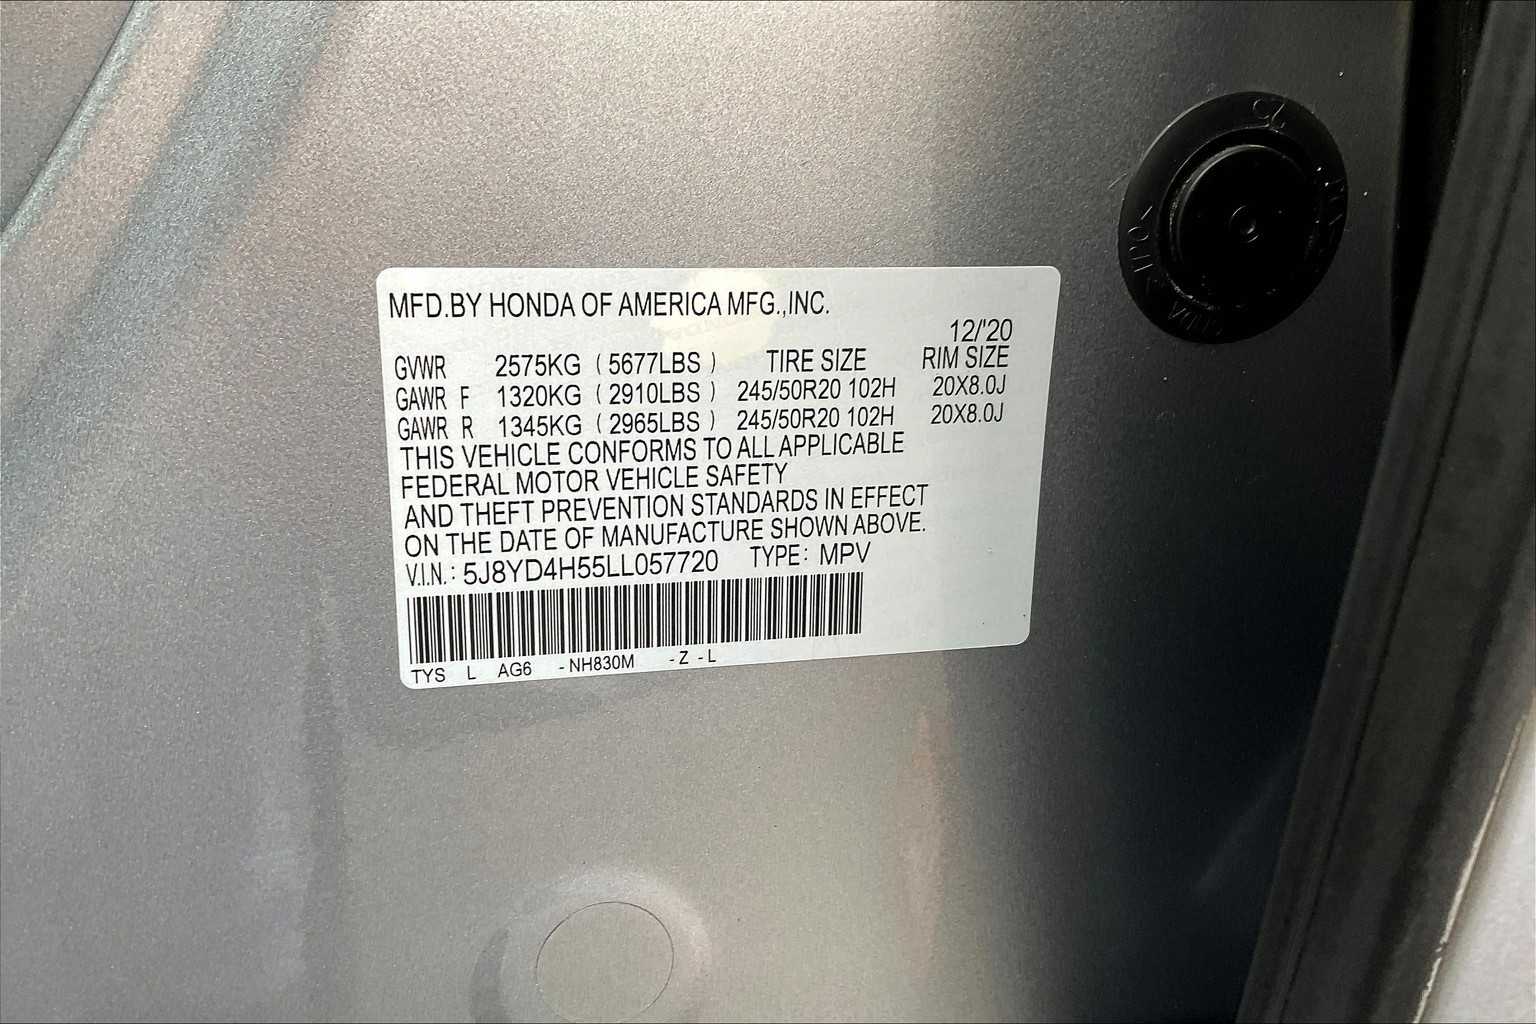 MFD.BY HONDA OF AMERICA MFG.,INC.
12/'20
GVWR 2575KG ( 5677LBS ) TIRE SIZE RIM SIZE
GAWR F 1320KG ( 2910LBS ) 245/50R20 102H 20X8.0J
GAWR R 1345KG ( 2965LBS ) 245/50R20 102H 20X8.0J
THIS VEHICLE CONFORMS TO ALL APPLICABLE
FEDERAL MOTOR VEHICLE SAFETY
AND THEFT PREVENTION STANDARDS IN EFFECT
ON THE DATE OF MANUFACTURE SHOWN ABOVE.
V.I.N.: 5J8YD4H55LL057720 TYPE: MPV
TYS L AG6 -NH830M -Z -L